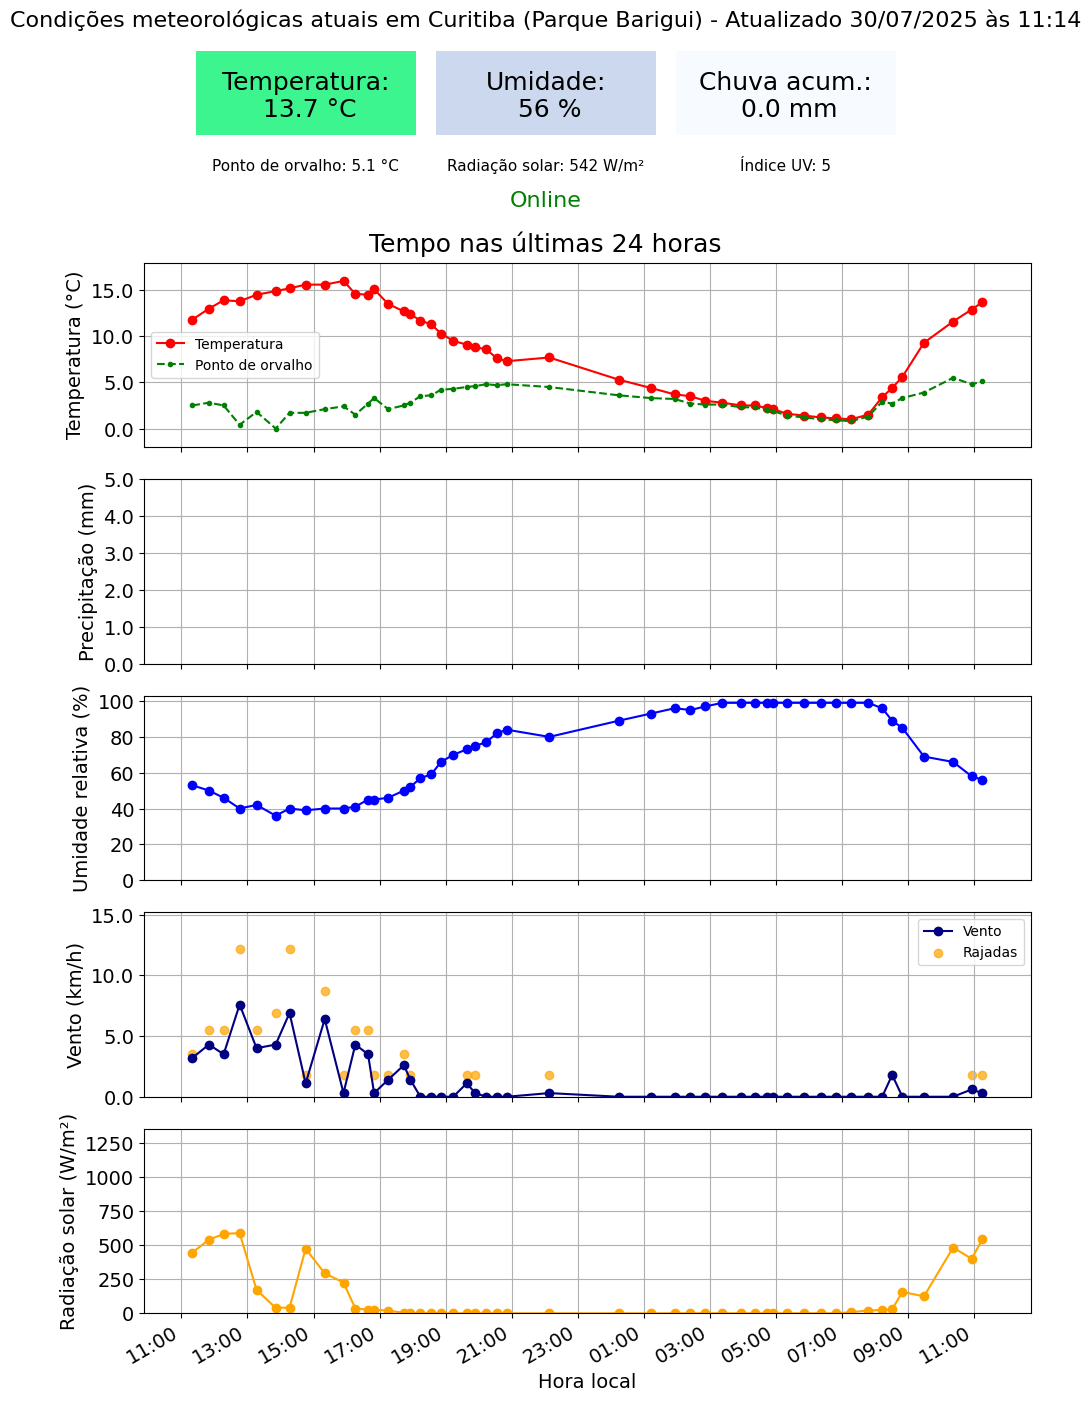 Condições meteorológicas atuais em Curitiba (Parque Barigui) - Atualizado 30/07/2025 às 11:14
Temperatura:
13.7 °C
Umidade:
56 %
Chuva acum.:
0.0 mm
Ponto de orvalho: 5.1 °C
Radiação solar: 542 W/m²
Índice UV: 5
Online
Tempo nas últimas 24 horas
Temperatura (°C)
15.0
10.0
5.0
0.0
Temperatura
Ponto de orvalho
Precipitação (mm)
5.0
4.0
3.0
2.0
1.0
0.0
Umidade relativa (%)
100
80
60
40
20
0
Vento (km/h)
15.0
10.0
5.0
0.0
Vento
Rajadas
Radiação solar (W/m²)
1250
1000
750
500
250
0
11:00
13:00
15:00
17:00
19:00
21:00
23:00
01:00
03:00
05:00
07:00
09:00
11:00
Hora local